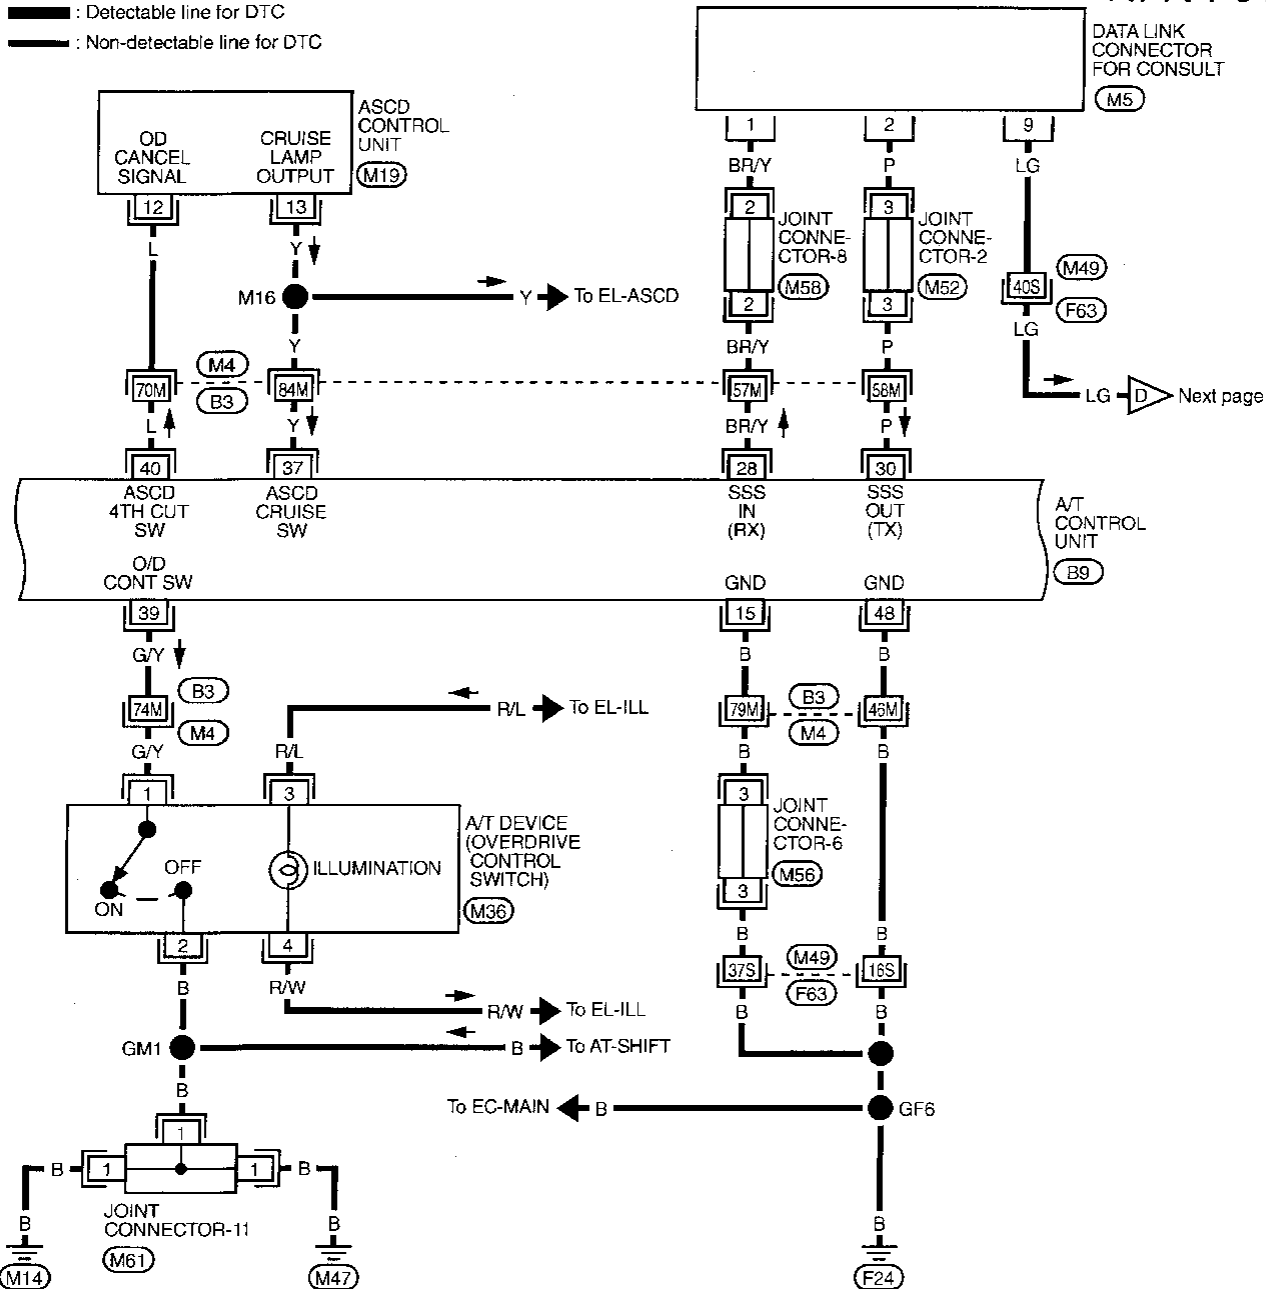 : Detectable line for DTC
: Non-detectable line for DTC
DATA LINK
CONNECTOR
FOR CONSULT
M5
1 2 9
ASCD
CONTROL
UNIT
M19
OD
CANCEL
SIGNAL
CRUISE
LAMP
OUTPUT
12 13
BR/Y P LG
L Y
2 3
JOINT
CONNE-
CTOR-8
M58
JOINT
CONNE-
CTOR-2
M52
2 3
M49
40S
F63
LG
M16
Y To EL-ASCD
Y
BR/Y P
M4
70M 84M 57M 58M
B3
LG D Next page
L Y BR/Y P
40 37 28 30
ASCD
4TH CUT
SW
ASCD
CRUISE
SW
SSS
IN
(RX)
SSS
OUT
(TX)
A/T
CONTROL
UNIT
B9
O/D
CONT SW
GND GND
39 15 48
G/Y B B
B3
74M
M4
R/L To EL-ILL
B3
79M 46M
M4
G/Y R/L B B
1 3 3
A/T DEVICE
(OVERDRIVE
CONTROL
SWITCH)
M36
JOINT
CONNE-
CTOR-6
M56
OFF
ILLUMINATION
ON
3
2 4
B B
M49
37S 16S
F63
B R/W
R/W To EL-ILL
B B
GM1
B To AT-SHIFT
B
To EC-MAIN B GF6
1
B 1 1 B
JOINT
CONNECTOR-11
M61
B B B
M14 M47 F24